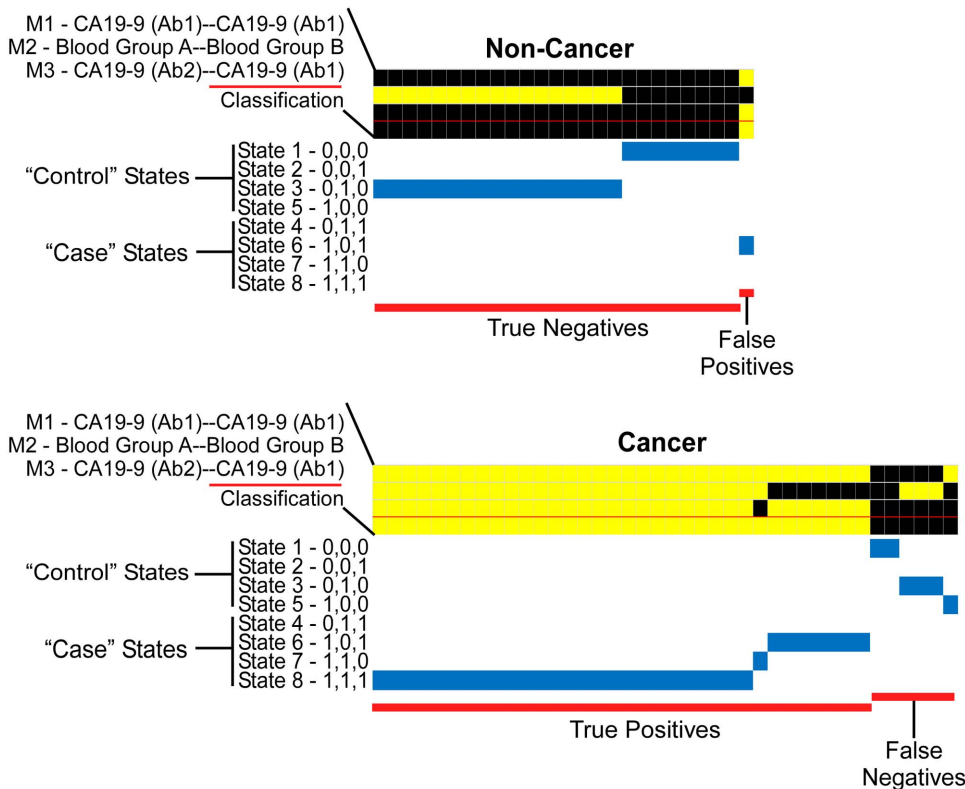 M1 - CA19-9 (Ab1)--CA19-9 (Ab1)
M2 - Blood Group A--Blood Group B
M3 - CA19-9 (Ab2)--CA19-9 (Ab1)
Classification
Non-Cancer
"Control" States
State 1 - 0,0,0
State 2 - 0,0,1
State 3 - 0,1,0
State 5 - 1,0,0
"Case" States
State 4 - 0,1,1
State 6 - 1,0,1
State 7 - 1,1,0
State 8 - 1,1,1
True Negatives
False
Positives
M1 - CA19-9 (Ab1)--CA19-9 (Ab1)
M2 - Blood Group A--Blood Group B
M3 - CA19-9 (Ab2)--CA19-9 (Ab1)
Classification
Cancer
"Control" States
State 1 - 0,0,0
State 2 - 0,0,1
State 3 - 0,1,0
State 5 - 1,0,0
"Case" States
State 4 - 0,1,1
State 6 - 1,0,1
State 7 - 1,1,0
State 8 - 1,1,1
True Positives
False
Negatives